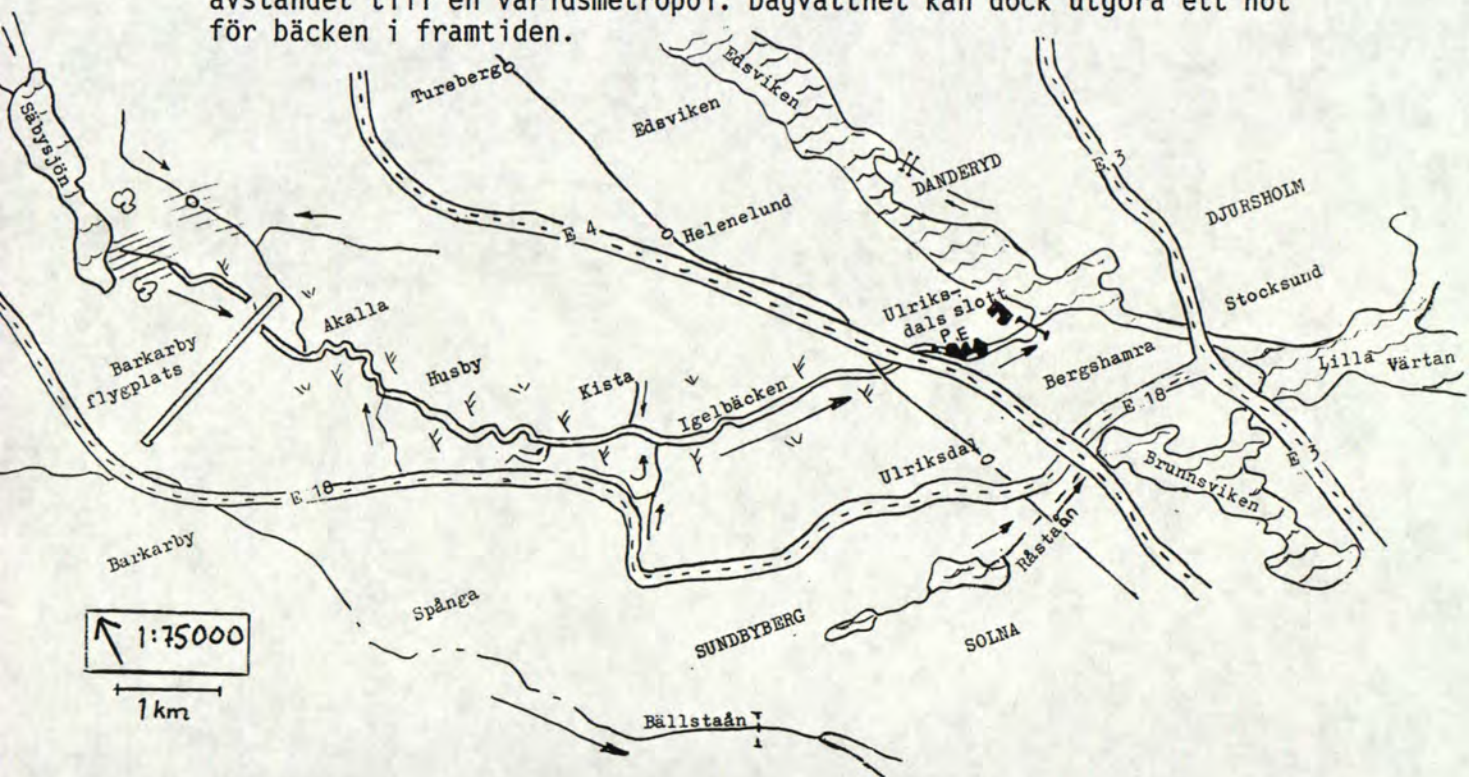 avståndet till en världsmetropol. Dagvattnet kan dock utgöra ett hot
för bäcken i framtiden.
Tureberg
Edsviken
Edsviken
Säbysjön
E 3
DANDERYD
DJURSHOLM
Helenelund
E 4
Stocksund
Ulriks-
dals slott
P.E
Akalla
Barkarby
flygplats
Husby
Kista
Bergshamra
Lilla Värtan
Igelbäcken
E 18
Ulriksdal
Brunnsviken
E 3
E 18
Råstaån
Barkarby
Spånga
SUNDBYBERG
SOLNA
1:75000
1km
Bällstaån